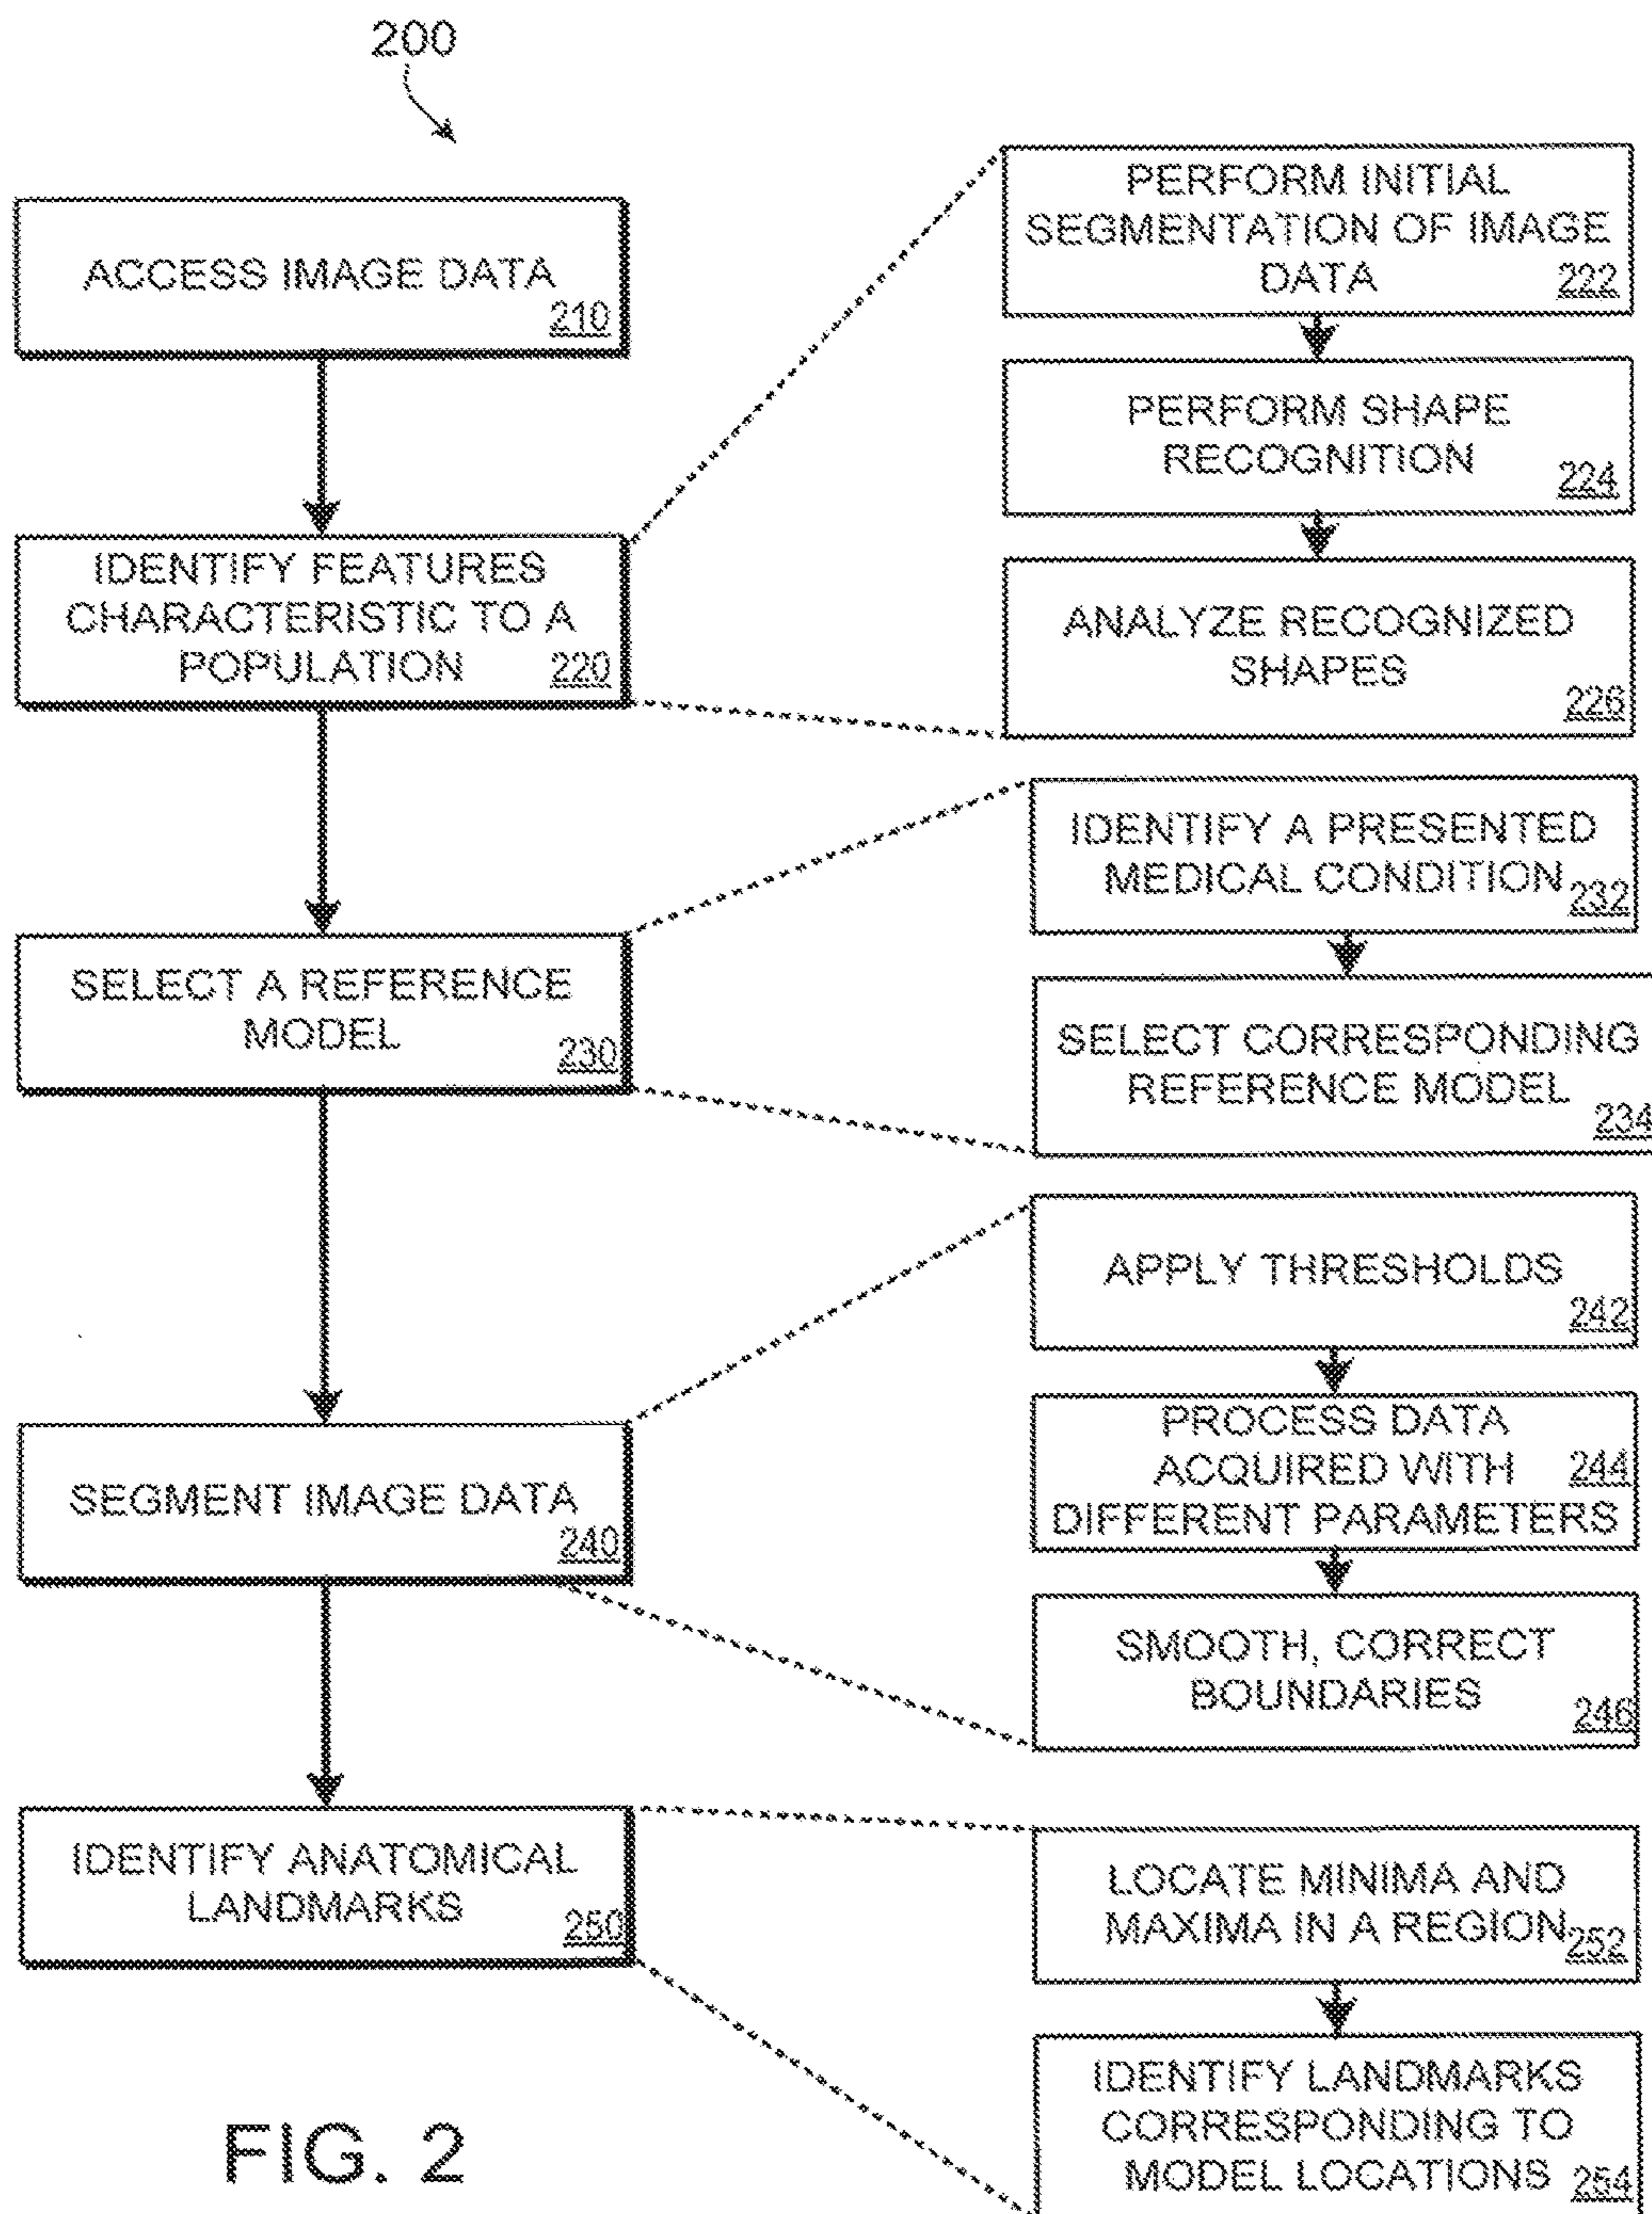 200
ACCESS IMAGE DATA
210
IDENTIFY FEATURES
CHARACTERISTIC TO A
POPULATION 220
SELECT A REFERENCE
MODEL
230
SEGMENT IMAGE DATA
240
IDENTIFY ANATOMICAL
LANDMARKS
250
PERFORM INITIAL
SEGMENTATION OF IMAGE
DATA 222
PERFORM SHAPE
RECOGNITION
224
ANALYZE RECOGNIZED
SHAPES
226
IDENTIFY A PRESENTED
MEDICAL CONDITION 232
SELECT CORRESPONDING
REFERENCE MODEL
234
APPLY THRESHOLDS
242
PROCESS DATA
ACQUIRED WITH 244
DIFFERENT PARAMETERS
SMOOTH, CORRECT
BOUNDARIES
246
LOCATE MINIMA AND
MAXIMA IN A REGION 252
IDENTIFY LANDMARKS
CORRESPONDING TO
MODEL LOCATIONS 254
FIG. 2